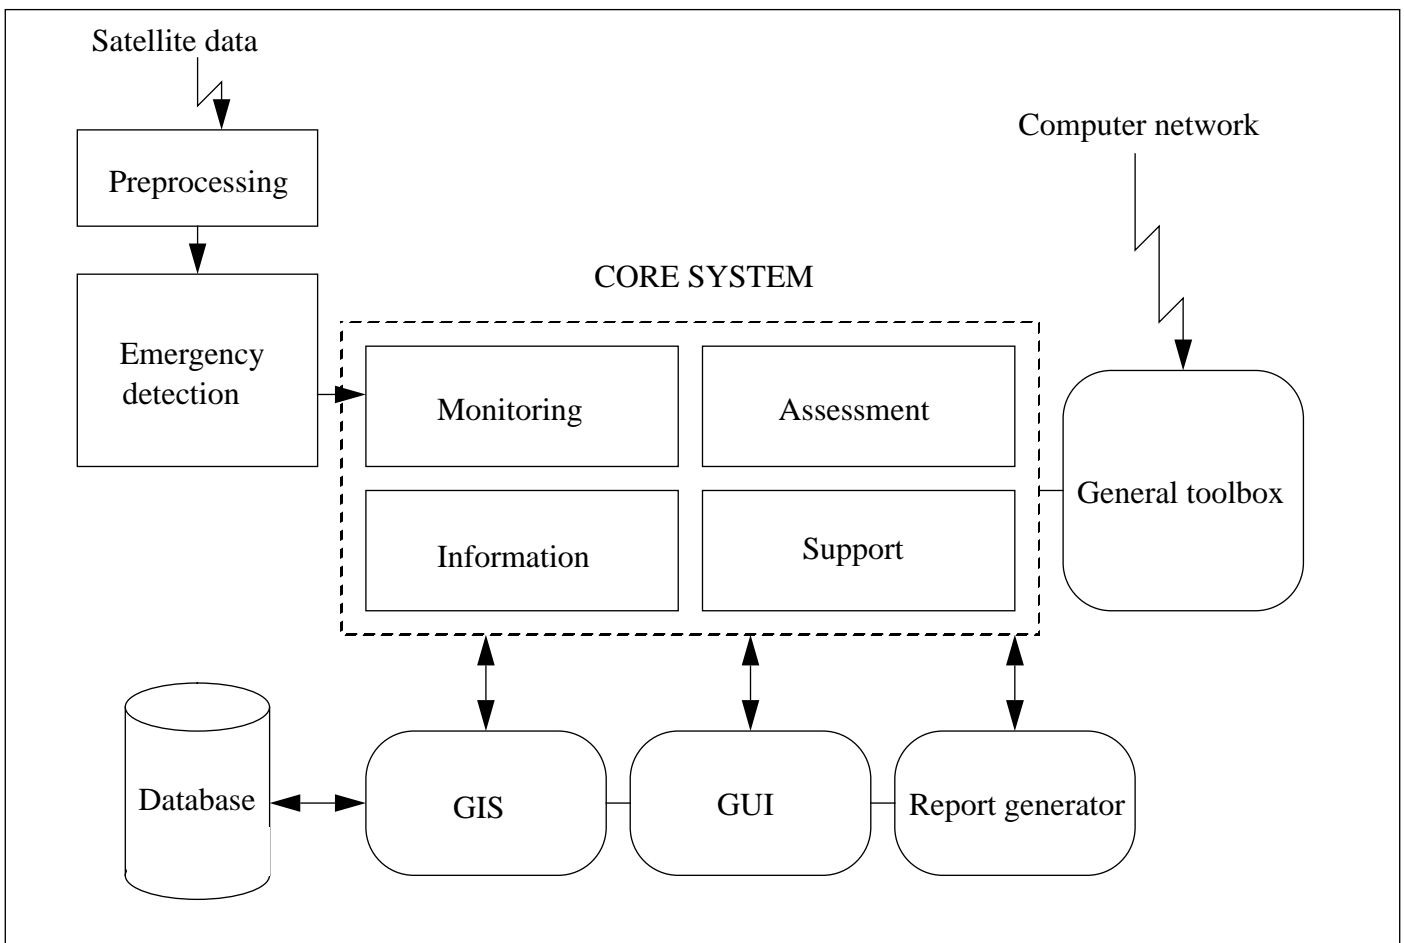 Satellite data
Computer network
Preprocessing
CORE SYSTEM
Emergency
detection
Monitoring
Assessment
General toolbox
Information
Support
Database
GIS
GUI
Report generator